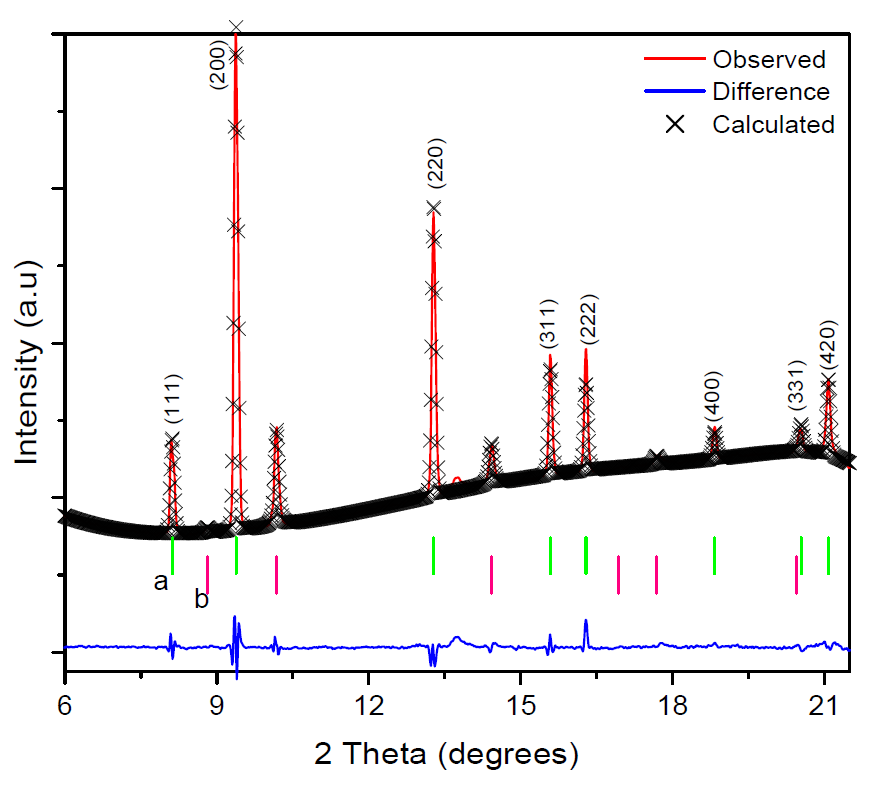 Observed
Difference
Calculated
(200)
(220)
(311)
(222)
(111)
(400)
(331)
(420)
Intensity (a.u)
a
b
6
9
12
15
18
21
2 Theta (degrees)